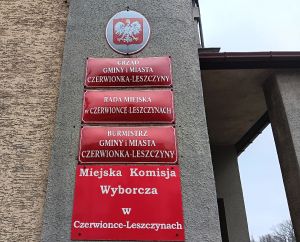 URZĄD
GMINY i MIASTA
CZERWIONKA-LESZCZYNY
RADA MIEJSKA
w CZERWIONCE-LESZCZYNACH
BURMISTRZ
GMINY i MIASTA
CZERWIONKA-LESZCZYNY
Miejska Komisja
Wyborcza
w
Czerwionce-Leszczynach